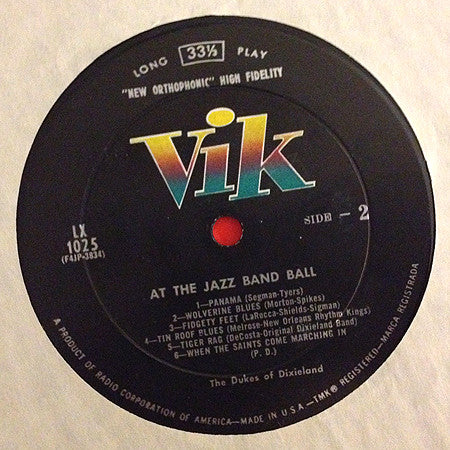 LONG 33⅓ PLAY
"NEW ORTHOPHONIC" HIGH FIDELITY
Vik
SIDE - 2
LX
1025
(F4JP-3834)
AT THE JAZZ BAND BALL
1—PANAMA (Segman-Tyers)
2—WOLVERINE BLUES (Morton-Spikes)
3—FIDGETY FEET (LaRocca-Shields-Sigman)
4—TIN ROOF BLUES (Melrose-New Orleans Rhythm Kings)
5—TIGER RAG (DeCosta-Original Dixieland Band)
6—WHEN THE SAINTS COME MARCHING IN
(P.D.)
The Dukes of Dixieland
A PRODUCT OF RADIO CORPORATION OF AMERICA—MADE IN U.S.A.—TMK® REGISTERED—MARCA REGISTRADA